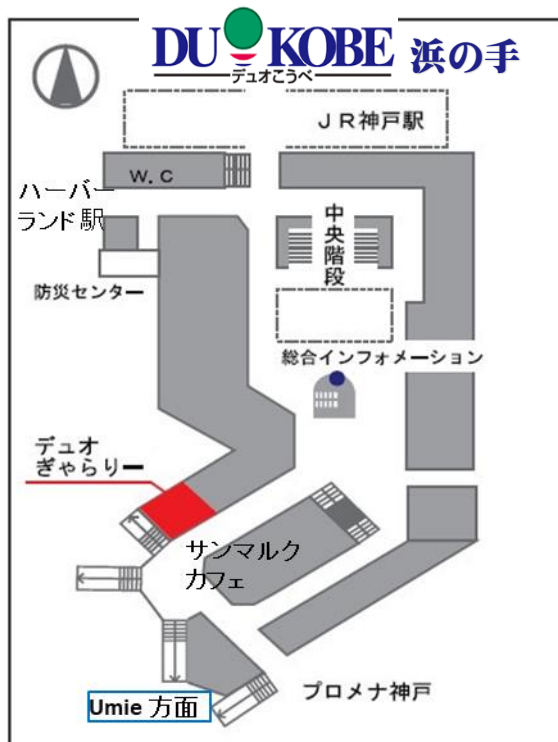 DUO KOBE 浜の手
デュオこうべ
JR神戸駅
W.C
ハーバー
ランド駅
中央階段
防災センター
総合インフォメーション
デュオ
ぎゃらりー
サンマルク
カフェ
プロメナ神戸
Umie 方面